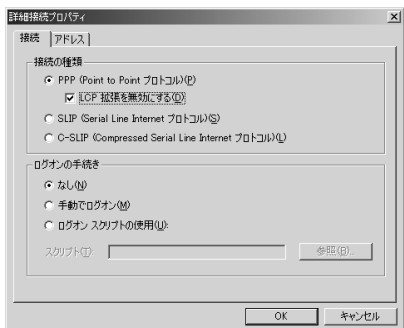 詳細接続プロパティ
接続
アドレス
接続の種類
PPP (Point to Point プロトコル)(P)
LCP 拡張を無効にする(D)
SLIP (Serial Line Internet プロトコル)(S)
C-SLIP (Compressed Serial Line Internet プロトコル)(L)
ログオンの手続き
なし(N)
手動でログオン(M)
ログオン スクリプトの使用(U):
スクリプト(T):
参照(B)...
OK
キャンセル